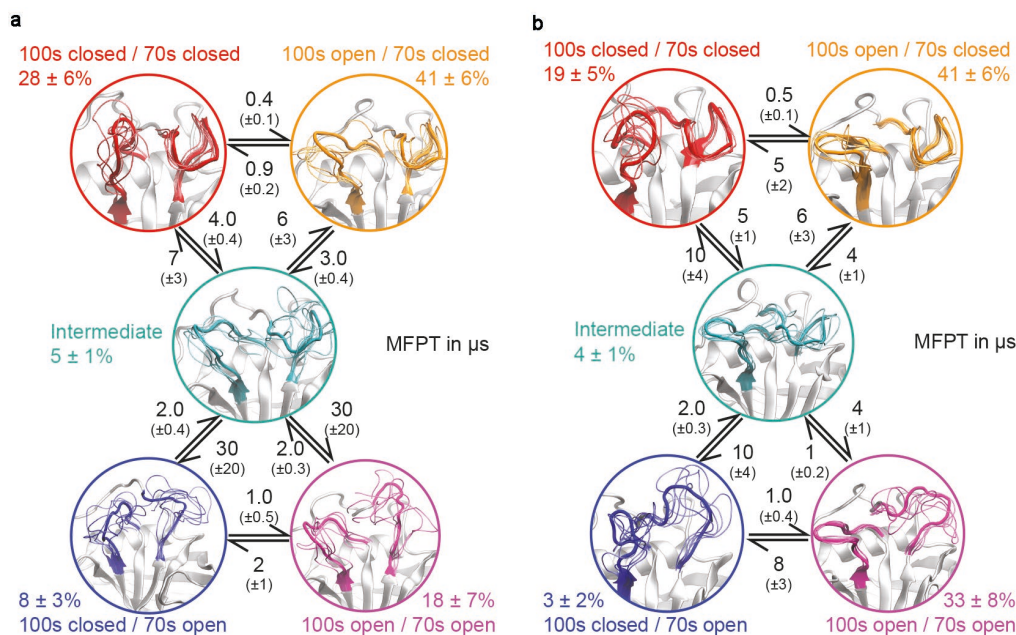 a
100s closed / 70s closed
28 ± 6%
100s open / 70s closed
41 ± 6%
0.4
(±0.1)
0.9
(±0.2)
4.0
(±0.4)
7
(±3)
6
(±3)
3.0
(±0.4)
Intermediate
5 ± 1%
MFPT in µs
2.0
(±0.4)
30
(±20)
2.0
(±0.3)
30
(±20)
1.0
(±0.5)
2
(±1)
8 ± 3%
100s closed / 70s open
18 ± 7%
100s open / 70s open
b
100s closed / 70s closed
19 ± 5%
100s open / 70s closed
41 ± 6%
0.5
(±0.1)
5
(±2)
5
(±1)
10
(±4)
6
(±3)
4
(±1)
Intermediate
4 ± 1%
MFPT in µs
2.0
(±0.3)
10
(±4)
1
(±0.2)
4
(±1)
1.0
(±0.4)
8
(±3)
3 ± 2%
100s closed / 70s open
33 ± 8%
100s open / 70s open